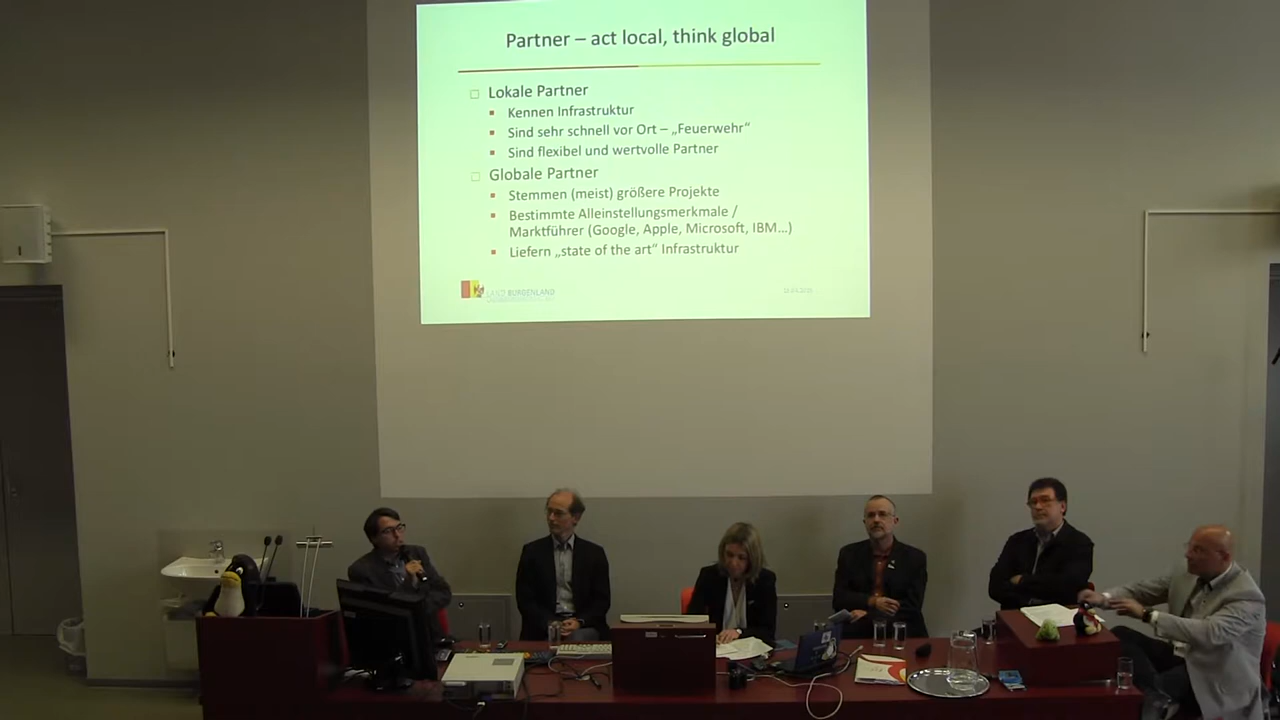 Partner – act local, think global
Lokale Partner
Kennen Infrastruktur
Sind sehr schnell vor Ort – „Feuerwehr“
Sind flexibel und wertvolle Partner
Globale Partner
Stemmen (meist) größere Projekte
Bestimmte Alleinstellungsmerkmale /
Marktführer (Google, Apple, Microsoft, IBM...)
Liefern „state of the art“ Infrastruktur
LAND BURGENLAND